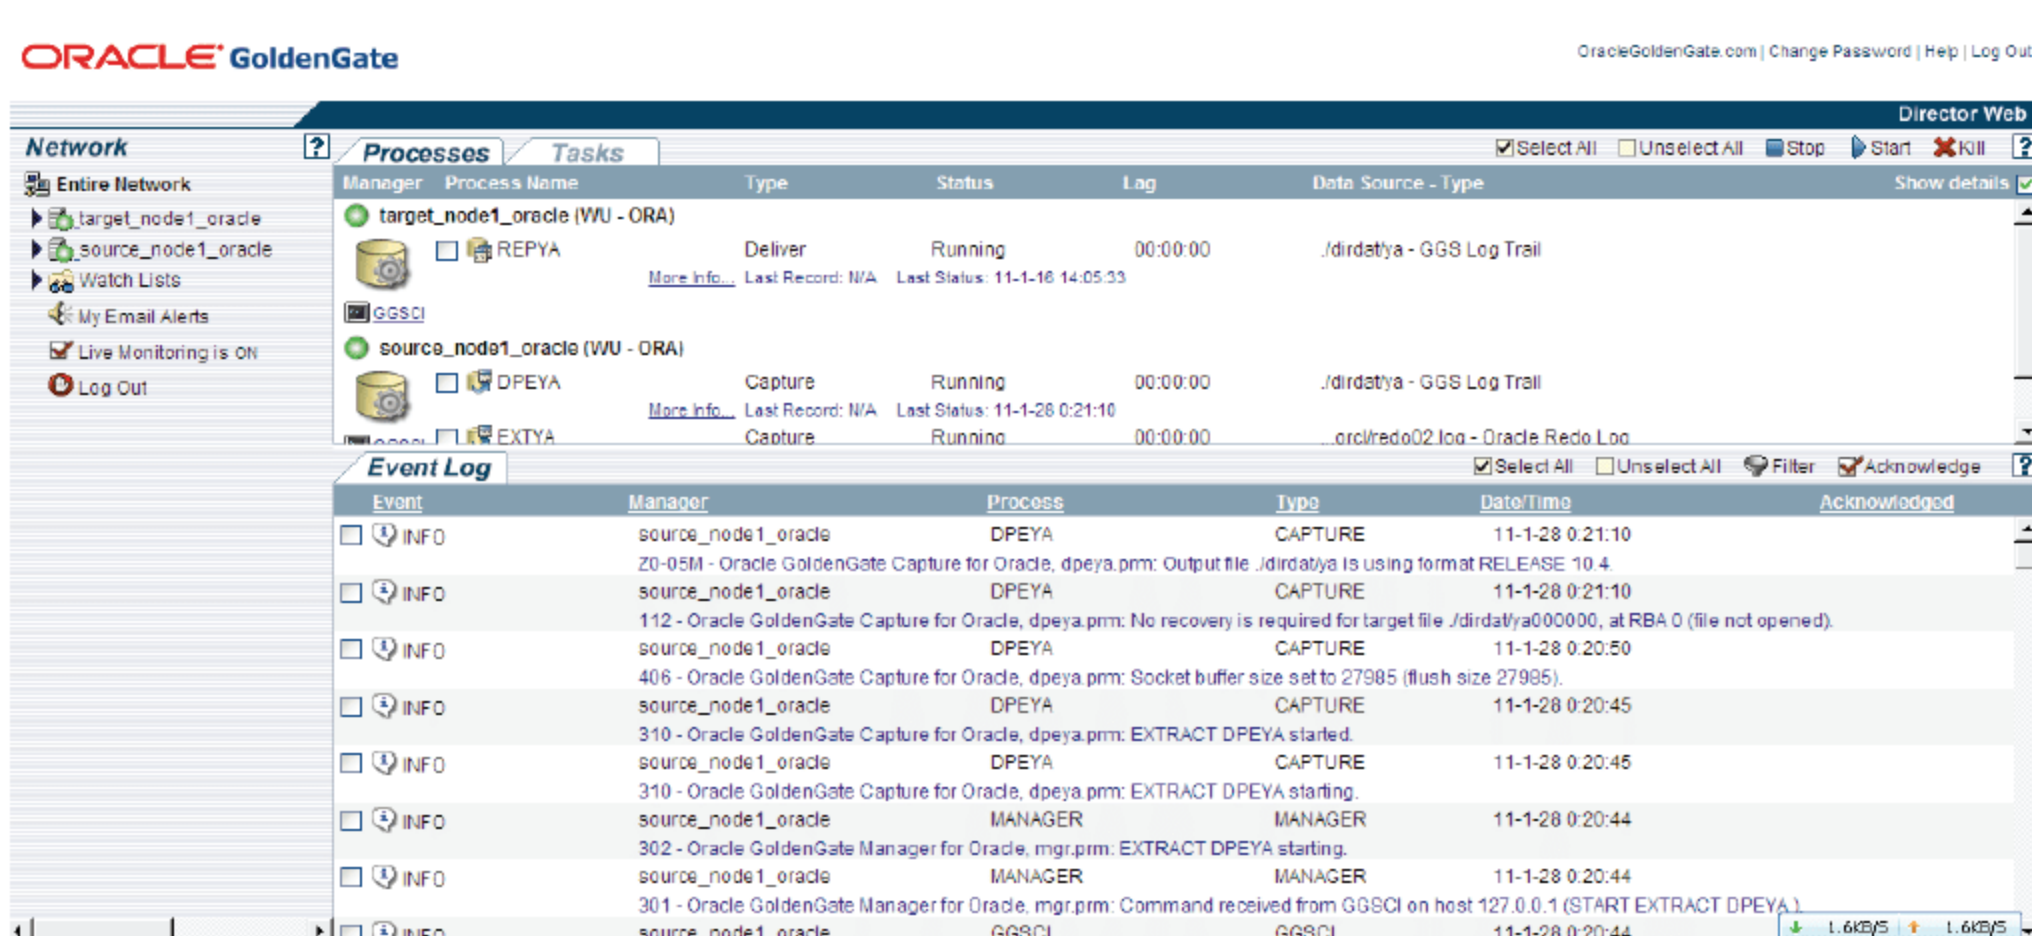 ORACLE GoldenGate
OracleGoldenGate.com | Change Password | Help | Log Out
Director Web
Network
Entire Network
target_node1_oracle
source_node1_oracle
Watch Lists
My Email Alerts
Live Monitoring is ON
Log Out
Processes Tasks Select All Unselect All Stop Start Kill
Manager Process Name Type Status Lag Data Source - Type Show details
target_node1_oracle (WU - ORA)
REPYA Deliver Running 00:00:00 ./dirdat/ya - GGS Log Trail
More Info... Last Record: N/A Last Status: 11-1-16 14:05:33
GGSCI
source_node1_oracle (WU - ORA)
DPEYA Capture Running 00:00:00 ./dirdat/ya - GGS Log Trail
More Info... Last Record: N/A Last Status: 11-1-28 0:21:10
EXTYA Capture Running 00:00:00 ...orcl/redo02.log - Oracle Redo Log
Event Log Select All Unselect All Filter Acknowledge
Event Manager Process Type Date/Time Acknowledged
INFO source_node1_oracle DPEYA CAPTURE 11-1-28 0:21:10
Z0-05M - Oracle GoldenGate Capture for Oracle, dpeya.prm: Output file ./dirdat/ya is using format RELEASE 10.4.
INFO source_node1_oracle DPEYA CAPTURE 11-1-28 0:21:10
112 - Oracle GoldenGate Capture for Oracle, dpeya.prm: No recovery is required for target file ./dirdat/ya000000, at RBA 0 (file not opened).
INFO source_node1_oracle DPEYA CAPTURE 11-1-28 0:20:50
406 - Oracle GoldenGate Capture for Oracle, dpeya.prm: Socket buffer size set to 27985 (flush size 27985).
INFO source_node1_oracle DPEYA CAPTURE 11-1-28 0:20:45
310 - Oracle GoldenGate Capture for Oracle, dpeya.prm: EXTRACT DPEYA started.
INFO source_node1_oracle DPEYA CAPTURE 11-1-28 0:20:45
310 - Oracle GoldenGate Capture for Oracle, dpeya.prm: EXTRACT DPEYA starting.
INFO source_node1_oracle MANAGER MANAGER 11-1-28 0:20:44
302 - Oracle GoldenGate Manager for Oracle, mgr.prm: EXTRACT DPEYA starting.
INFO source_node1_oracle MANAGER MANAGER 11-1-28 0:20:44
301 - Oracle GoldenGate Manager for Oracle, mgr.prm: Command received from GGSCI on host 127.0.0.1 (START EXTRACT DPEYA ).
INFO source_node1_oracle GGSCI GGSCI 11-1-28 0:20:44
1.6KB/S 1.6KB/S